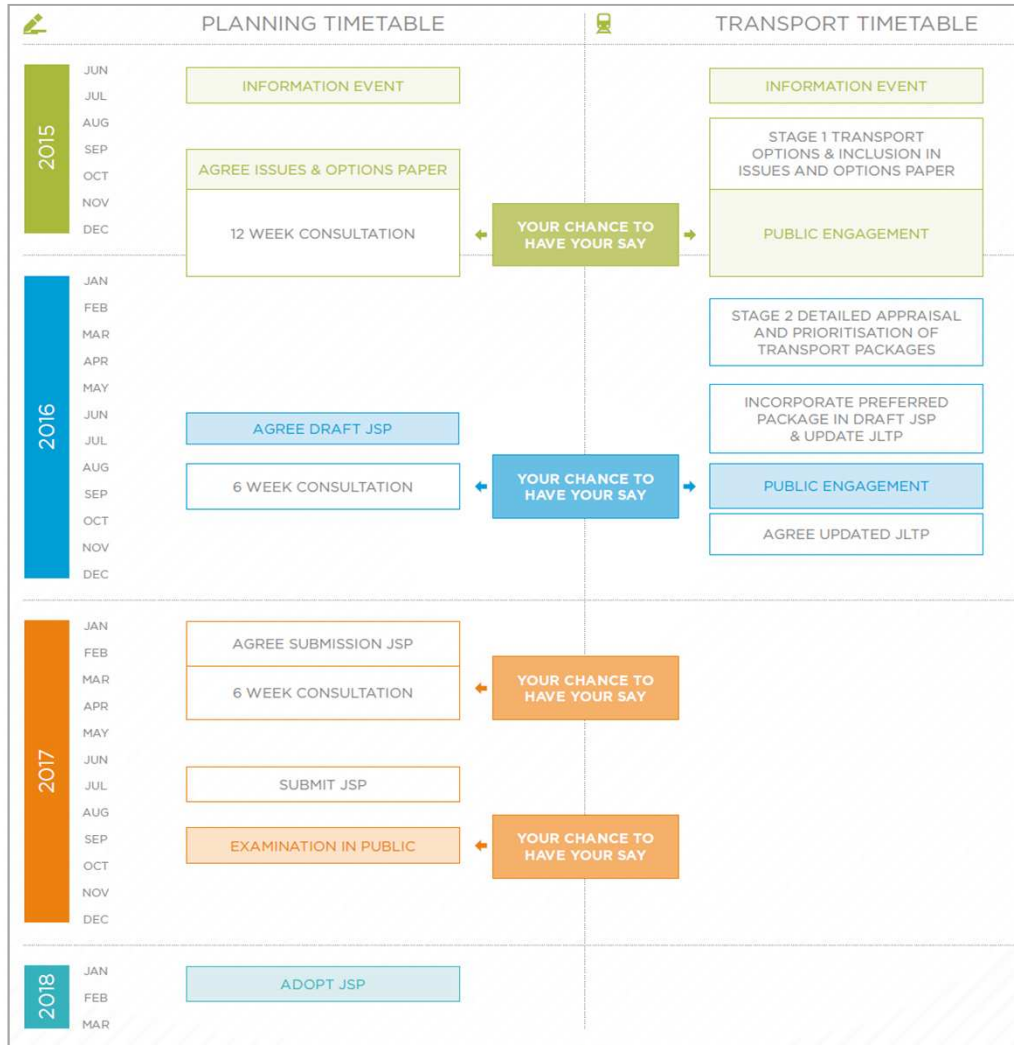 PLANNING TIMETABLE
TRANSPORT TIMETABLE
2015
JUN
JUL
AUG
SEP
OCT
NOV
DEC
INFORMATION EVENT
AGREE ISSUES & OPTIONS PAPER
12 WEEK CONSULTATION
YOUR CHANCE TO
HAVE YOUR SAY
INFORMATION EVENT
STAGE 1 TRANSPORT
OPTIONS & INCLUSION IN
ISSUES AND OPTIONS PAPER
PUBLIC ENGAGEMENT
2016
JAN
FEB
MAR
APR
MAY
JUN
JUL
AUG
SEP
OCT
NOV
DEC
AGREE DRAFT JSP
6 WEEK CONSULTATION
YOUR CHANCE TO
HAVE YOUR SAY
STAGE 2 DETAILED APPRAISAL
AND PRIORITISATION OF
TRANSPORT PACKAGES
INCORPORATE PREFERRED
PACKAGE IN DRAFT JSP
& UPDATE JLTP
PUBLIC ENGAGEMENT
AGREE UPDATED JLTP
2017
JAN
FEB
MAR
APR
MAY
JUN
JUL
AUG
SEP
OCT
NOV
DEC
AGREE SUBMISSION JSP
6 WEEK CONSULTATION
YOUR CHANCE TO
HAVE YOUR SAY
SUBMIT JSP
EXAMINATION IN PUBLIC
YOUR CHANCE TO
HAVE YOUR SAY
2018
JAN
FEB
MAR
ADOPT JSP